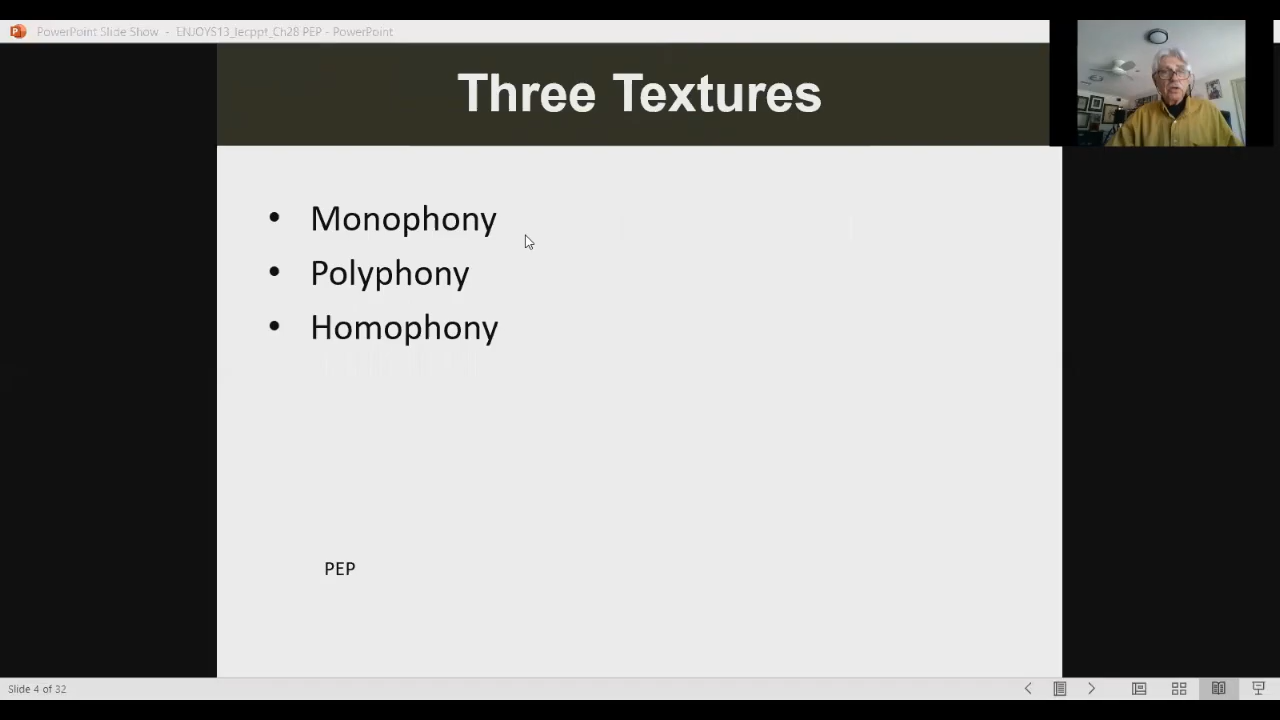 PowerPoint Slide Show - ENJOYS13_lecppt_Ch28 PEP - PowerPoint
Three Textures
• Monophony
• Polyphony
• Homophony
PEP
Slide 4 of 32